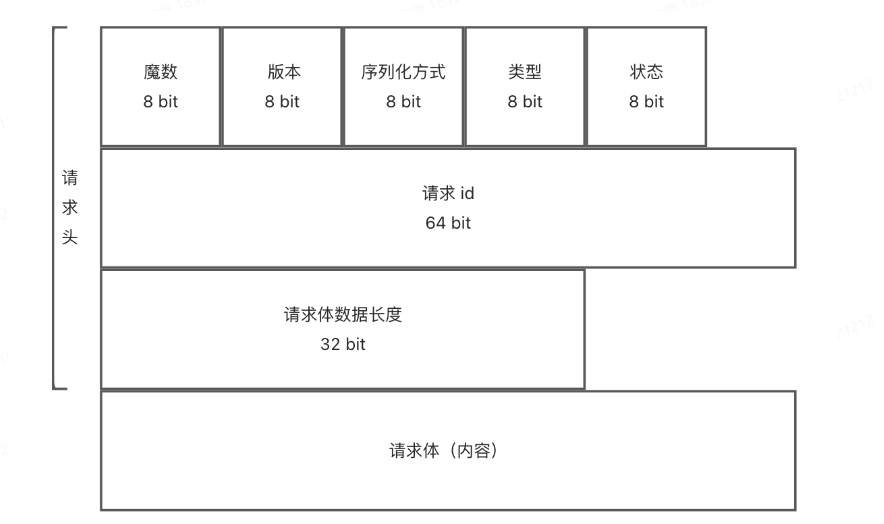 魔数
8 bit
版本
8 bit
序列化方式
8 bit
类型
8 bit
状态
8 bit
请
求
头
请求 id
64 bit
请求体数据长度
32 bit
请求体（内容）